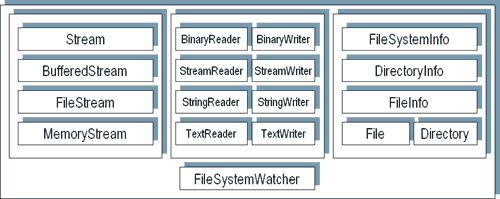 Stream
BufferedStream
FileStream
MemoryStream
BinaryReader BinaryWriter
StreamReader StreamWriter
StringReader StringWriter
TextReader TextWriter
FileSystemInfo
DirectoryInfo
FileInfo
File Directory
FileSystemWatcher